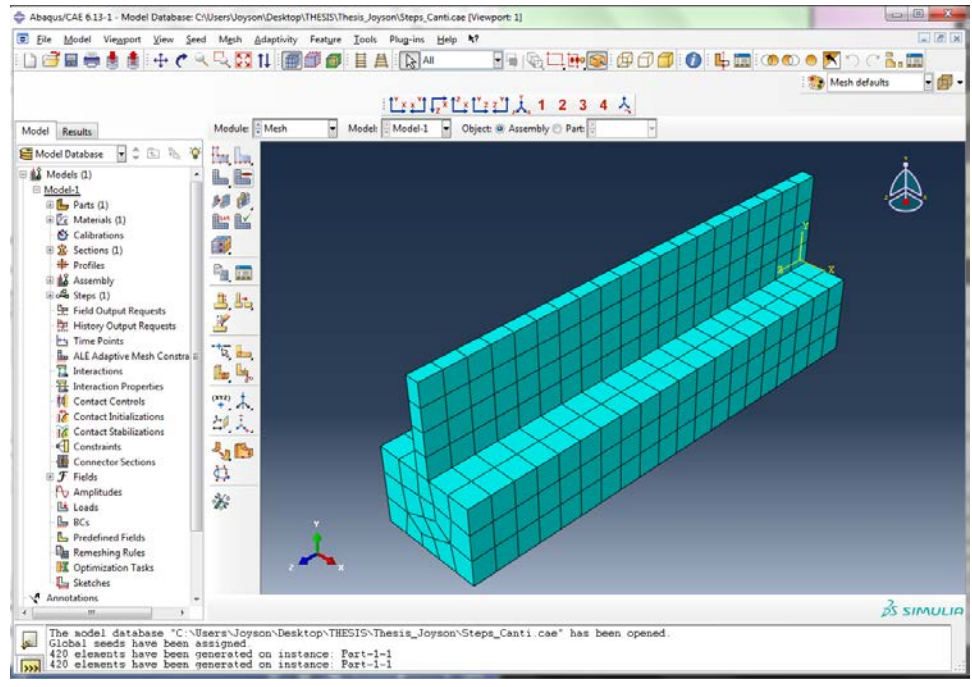 Abaqus/CAE 6.13-1 - Model Database: C:\Users\Joyson\Desktop\THESIS\Thesis_Joyson\Steps_Canti.cae [Viewport: 1]
File Model Viewport View Seed Mesh Adaptivity Feature Tools Plug-ins Help
All
Mesh defaults
1 2 3 4
Model Results
Module: Mesh Model: Model-1 Object: Assembly Part:
Model Database
Models (1)
Model-1
Parts (1)
Materials (1)
Calibrations
Sections (1)
Profiles
Assembly
Steps (1)
Field Output Requests
History Output Requests
Time Points
ALE Adaptive Mesh Constra
Interactions
Interaction Properties
Contact Controls
Contact Initializations
Contact Stabilizations
Constraints
Connector Sections
Fields
Amplitudes
Loads
BCs
Predefined Fields
Remeshing Rules
Optimization Tasks
Sketches
Annotations
(XYZ)
Y
X
Y
Z X
SIMULIA
The model database "C:\Users\Joyson\Desktop\THESIS\Thesis_Joyson\Steps_Canti.cae" has been opened.
Global seeds have been assigned.
420 elements have been generated on instance: Part-1-1
420 elements have been generated on instance: Part-1-1